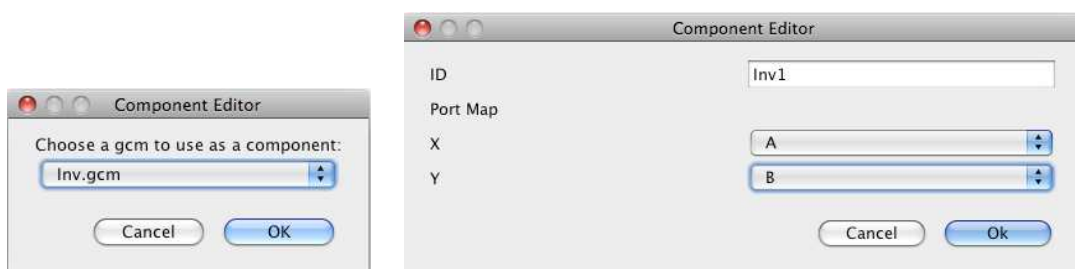 Component Editor
Choose a gcm to use as a component:
Inv.gcm
Cancel OK
Component Editor
ID Inv1
Port Map
X A
Y B
Cancel Ok